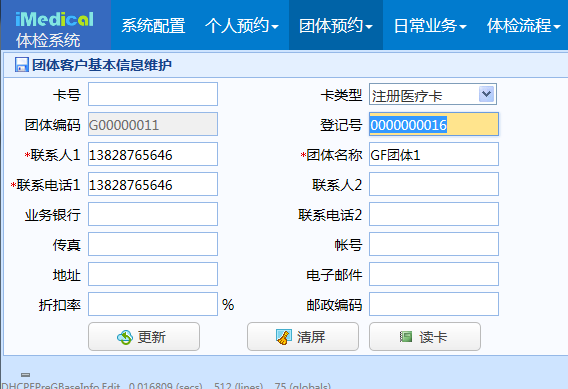 iMedical
体检系统
系统配置 个人预约 团体预约 日常业务 体检流程
团体客户基本信息维护
卡号 卡类型 注册医疗卡
团体编码 G00000011 登记号 0000000016
*联系人1 13828765646 *团体名称 GF团体1
*联系电话1 13828765646 联系人2
业务银行 联系电话2
传真 帐号
地址 电子邮件
折扣率 % 邮政编码
更新 清屏 读卡
DHCPEPreGBaseInfo.Edit 0.016809 (secs) 512 (lines) 75 (globals)